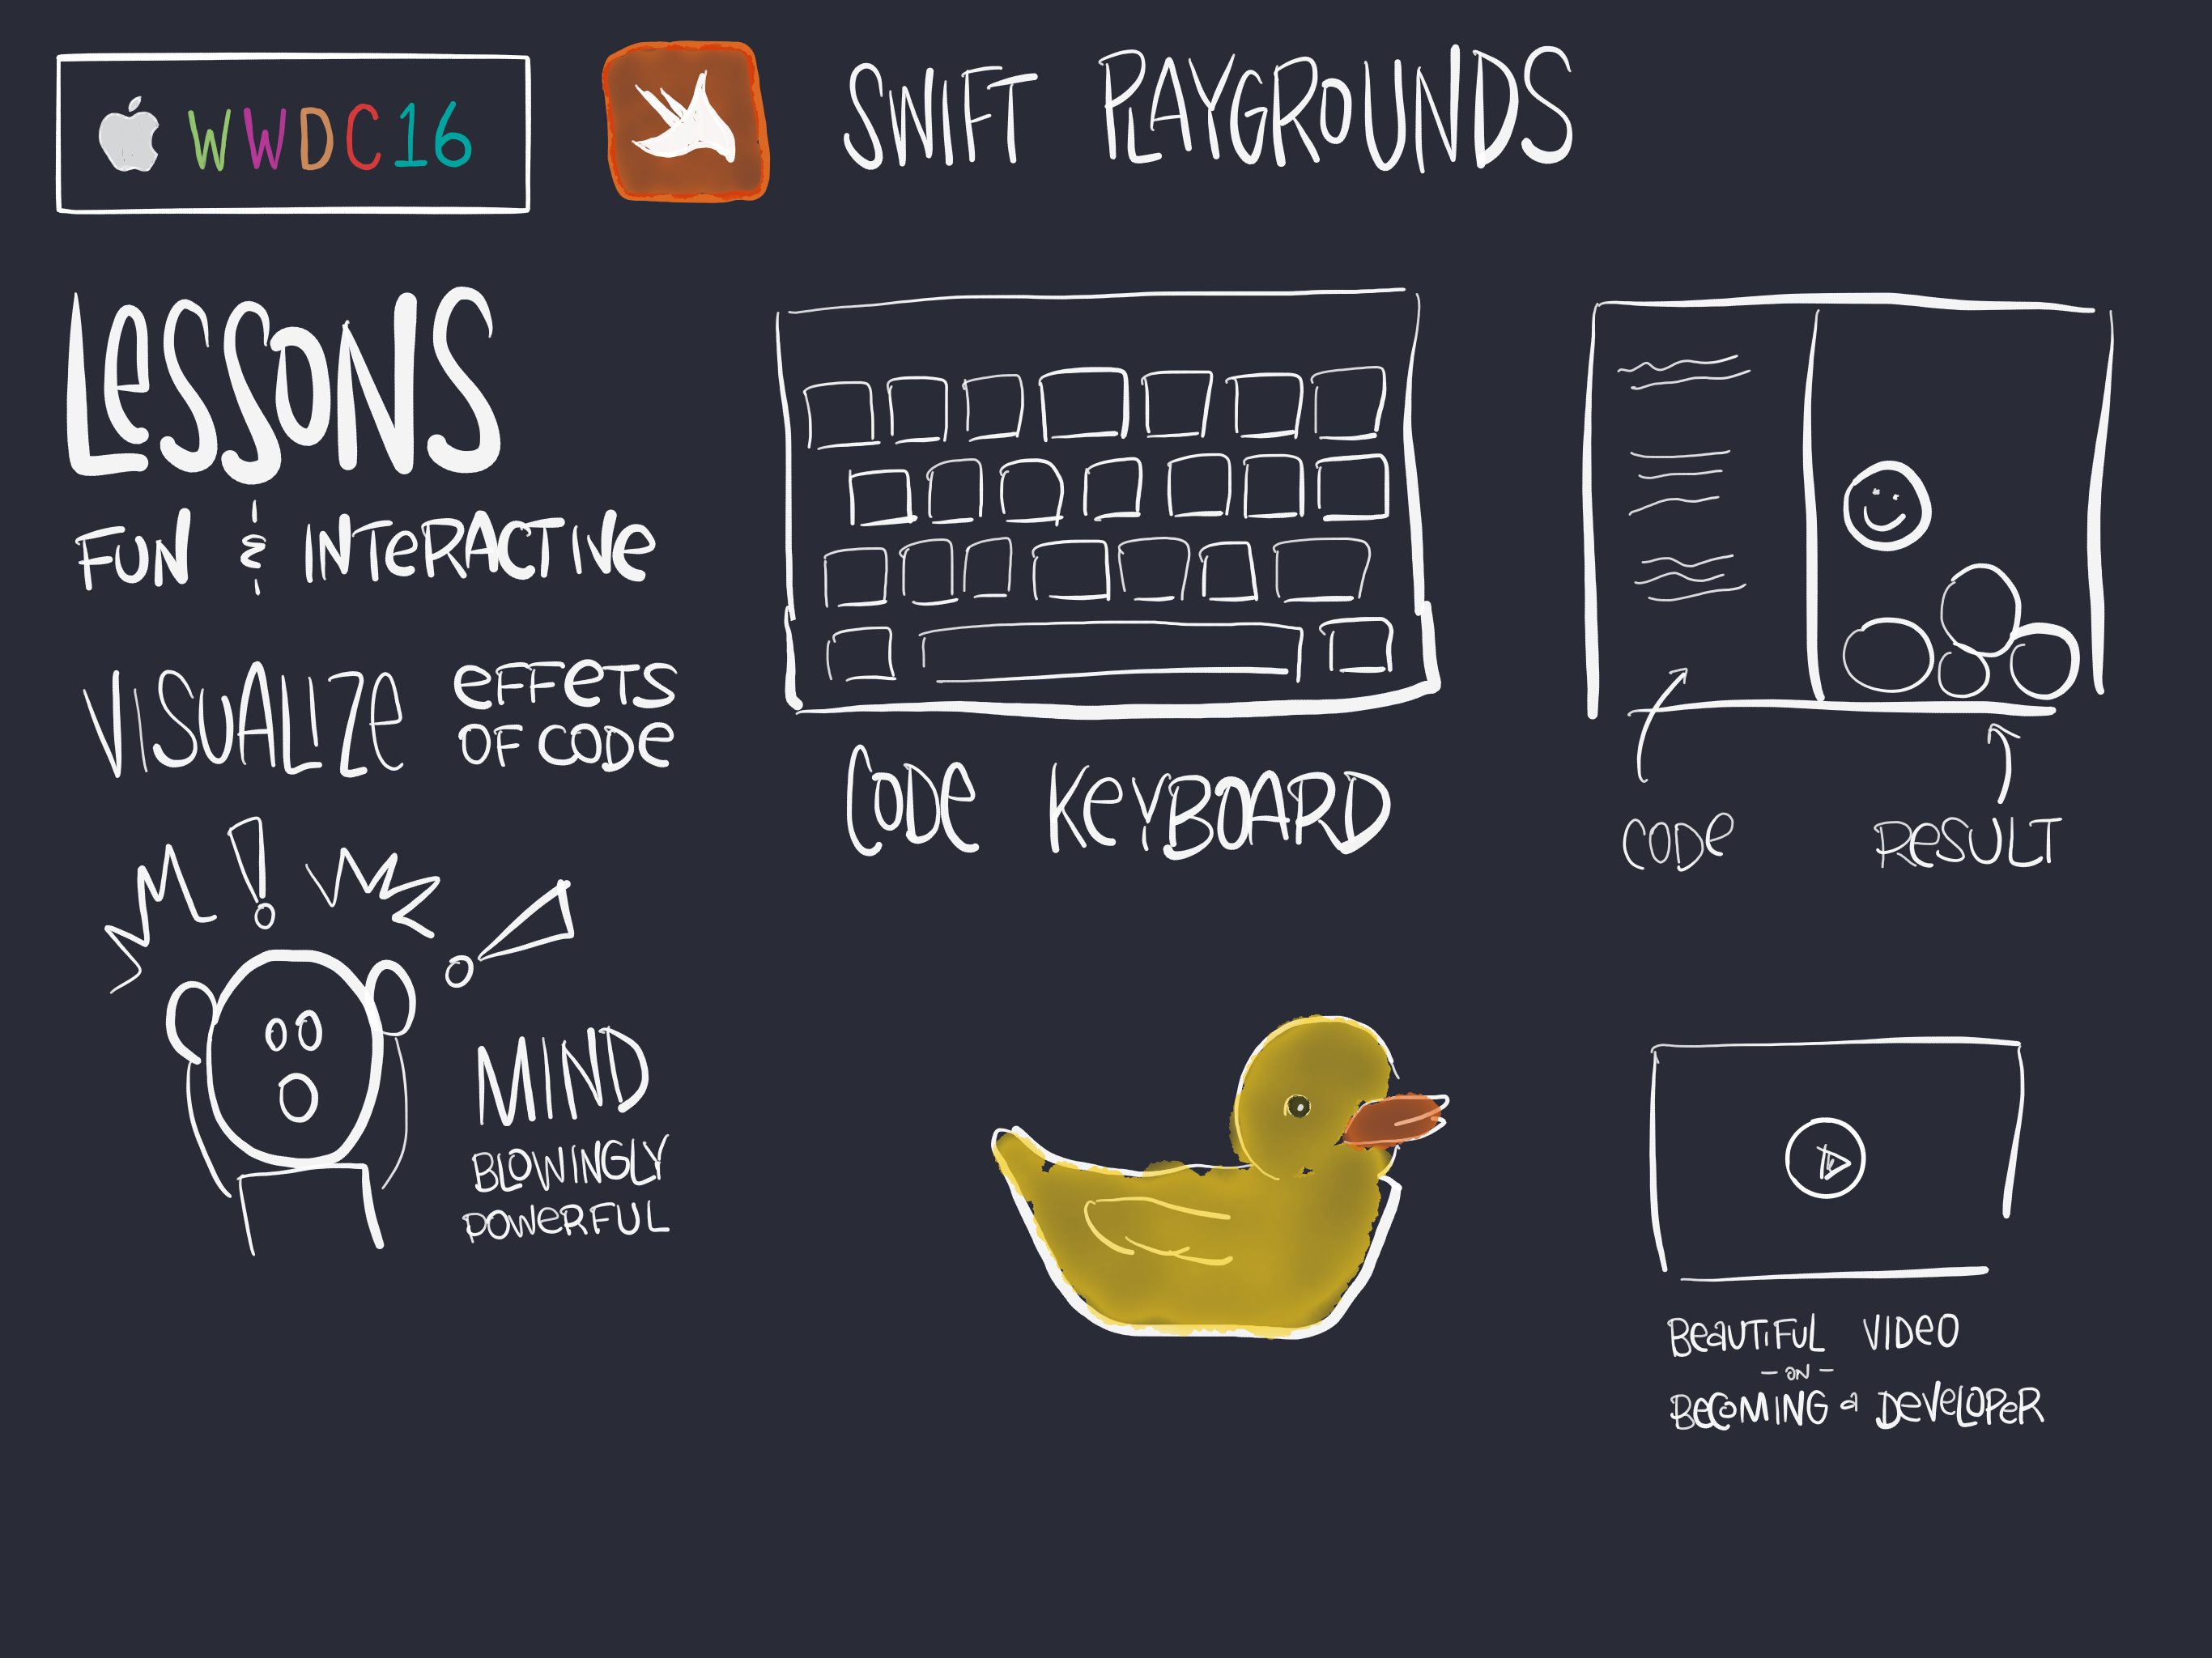 WWDC16
SWIFT PLAYGROUNDS
LeSSONS
FUN & INTeRACTIVe
VISUALIZe eFFeTS
OF CODe
!
MIND
BLOWINGLY
POWeRFUL
CODe KeYBOARD
CODe ReSULT
BeaUTiFUL VIDeO
- ON -
BeCOMING a DeVeLOPeR